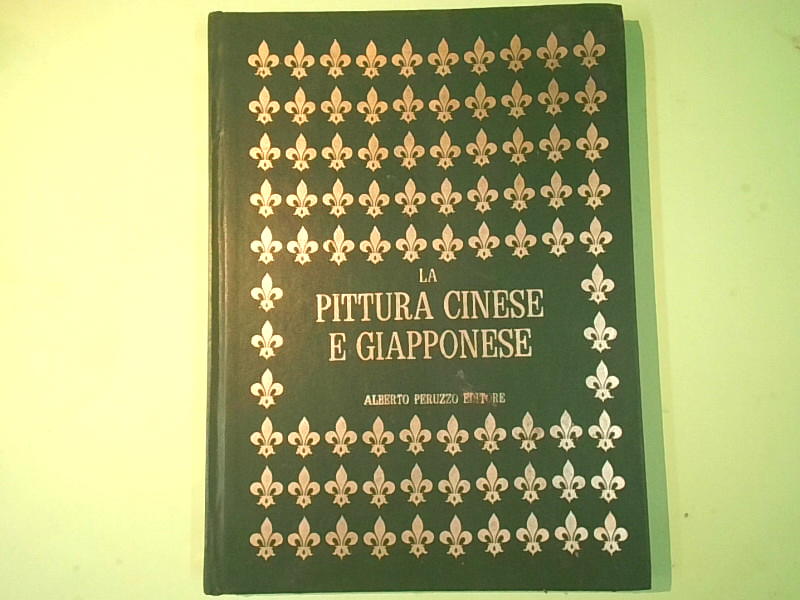 LA
PITTURA CINESE
E GIAPPONESE
ALBERTO PERUZZO EDITORE